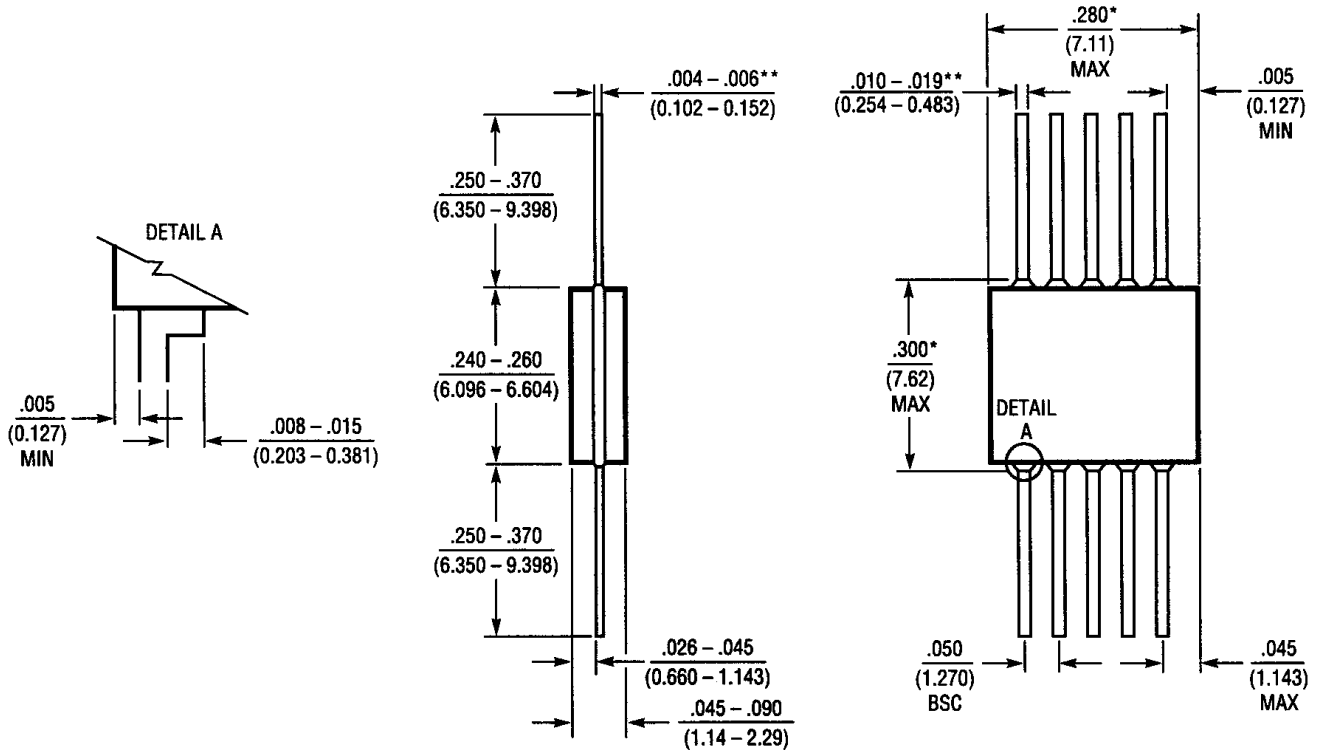 DETAIL A
.005
(0.127)
MIN
.008 – .015
(0.203 – 0.381)
.004 – .006**
(0.102 – 0.152)
.250 – .370
(6.350 – 9.398)
.240 – .260
(6.096 – 6.604)
.250 – .370
(6.350 – 9.398)
.026 – .045
(0.660 – 1.143)
.045 – .090
(1.14 – 2.29)
.280*
(7.11)
MAX
.010 – .019**
(0.254 – 0.483)
.005
(0.127)
MIN
.300*
(7.62)
MAX
DETAIL
A
.050
(1.270)
BSC
.045
(1.143)
MAX